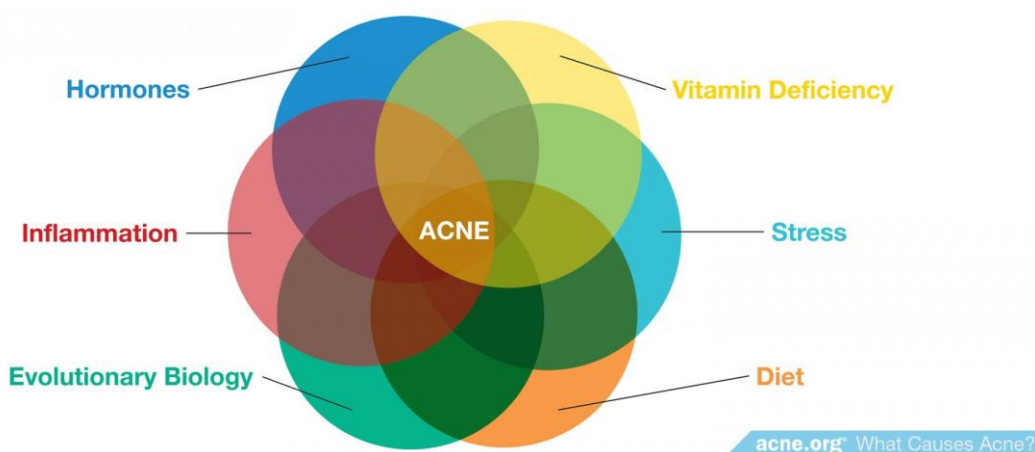 Hormones
Vitamin Deficiency
Inflammation
ACNE
Stress
Evolutionary Biology
Diet
acne.org® What Causes Acne?